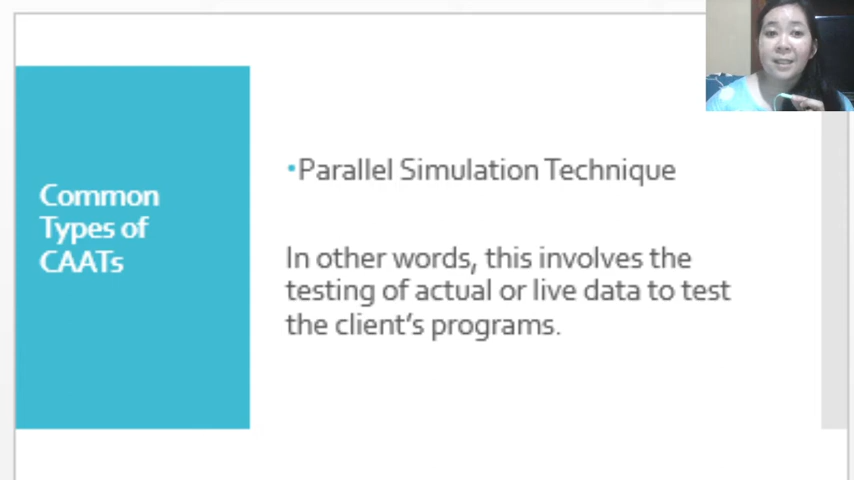 Common
Types of
CAATs
•Parallel Simulation Technique
In other words, this involves the
testing of actual or live data to test
the client's programs.